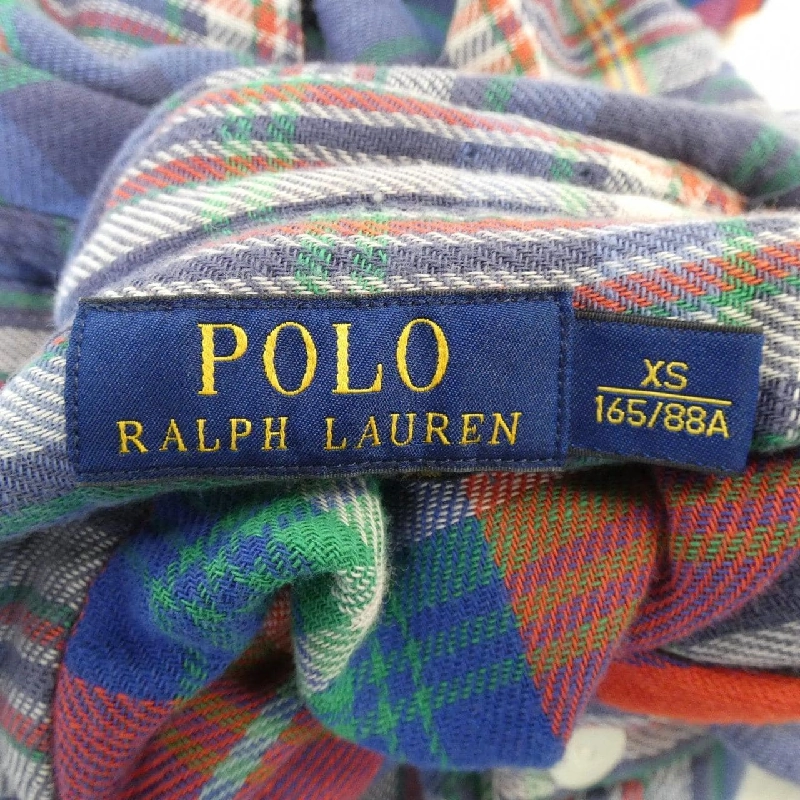 POLO
RALPH LAUREN
XS
165/88A